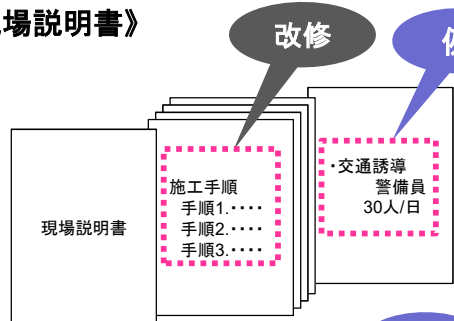 場説明書》
改修
現場説明書
施工手順
手順1.････
手順2.････
手順3.････
・交通誘導
警備員
30人/日